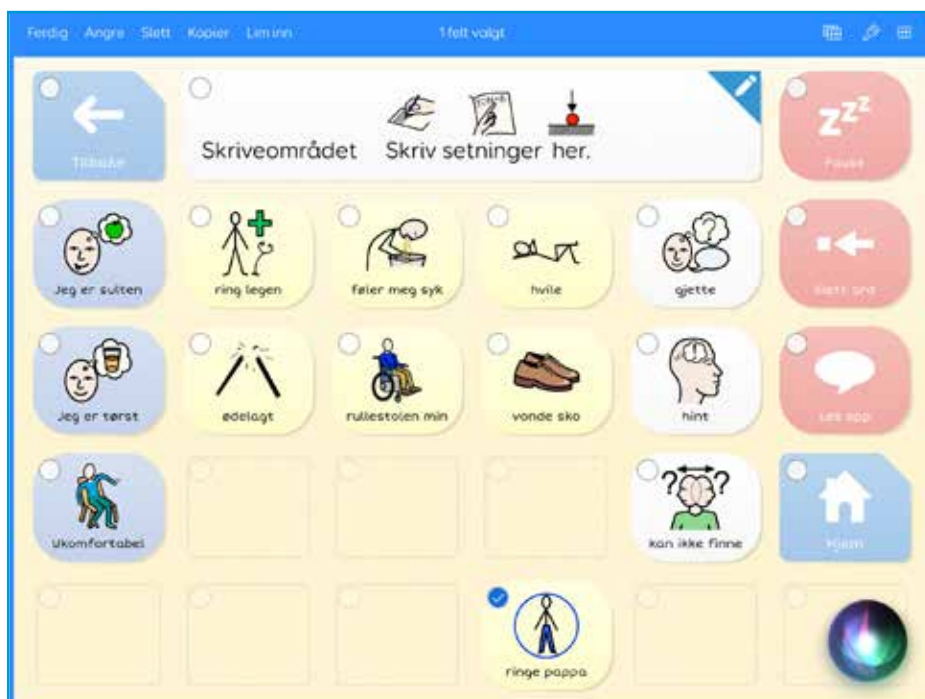 Ferdig Angre Slett Kopier Lim inn 1 felt valgt
Tilbake
Skriveområdet Skriv setninger her.
zzz
Pause
Jeg er sulten
ring legen
føler meg syk
hvile
gjette
Slett ord
Jeg er tørst
ødelagt
rullestolen min
vonde sko
hint
Les opp
Ukomfortabel
kan ikke finne
Hjem
ringe pappa